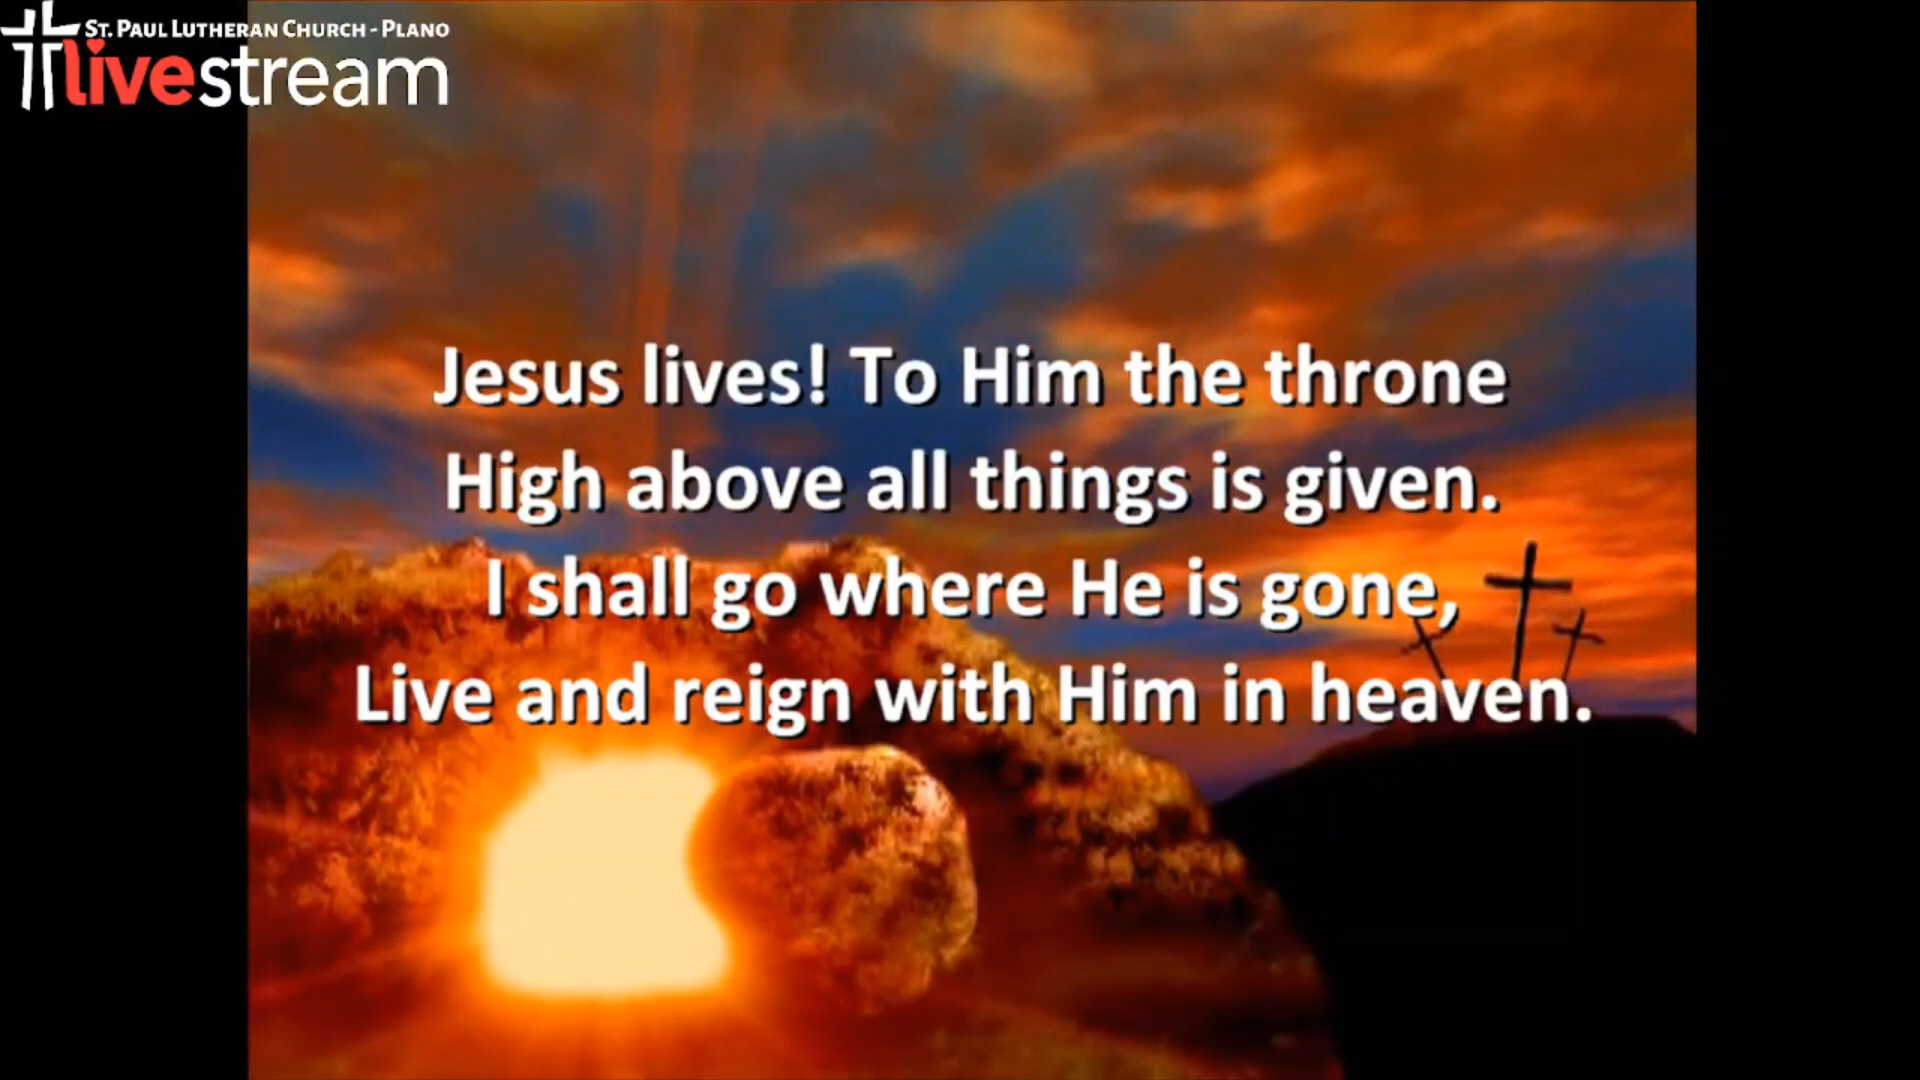 St. Paul Lutheran Church - Plano
livestream
Jesus lives! To Him the throne
High above all things is given.
I shall go where He is gone,
Live and reign with Him in heaven.